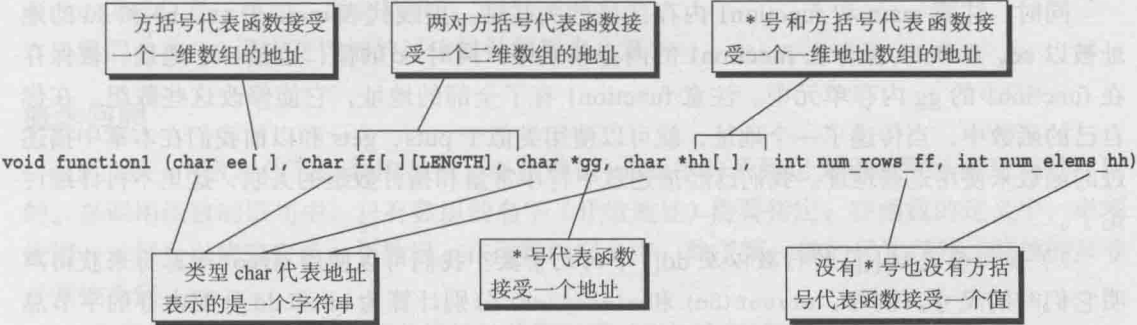 方括号代表函数接受
一维数组的地址
两对方括号代表函数接
受一个二维数组的地址
*号和方括号代表函数接
受一个一维地址数组的地址
void function1 (char ee[ ], char ff[ ][LENGTH], char *gg, char *hh[ ], int num_rows_ff, int num_elems_hh)
类型 char 代表地址
表示的是一个字符串
*号代表函数
接受一个地址
没有*号也没有方括
号代表函数接受一个值